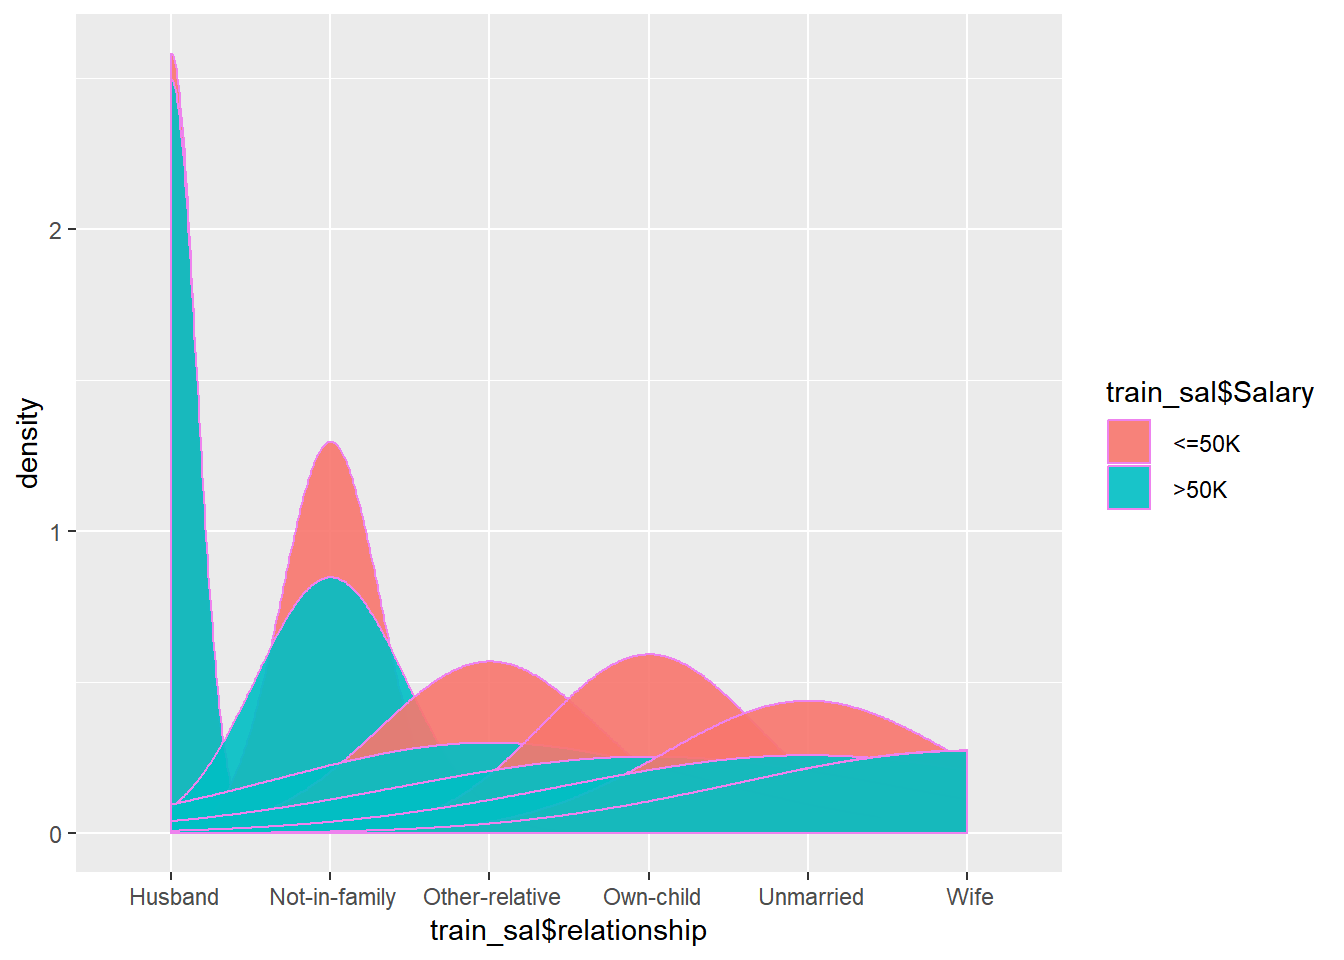 density
2
1
0
Husband
Not-in-family
Other-relative
Own-child
Unmarried
Wife
train_sal$relationship
train_sal$Salary
<=50K
>50K